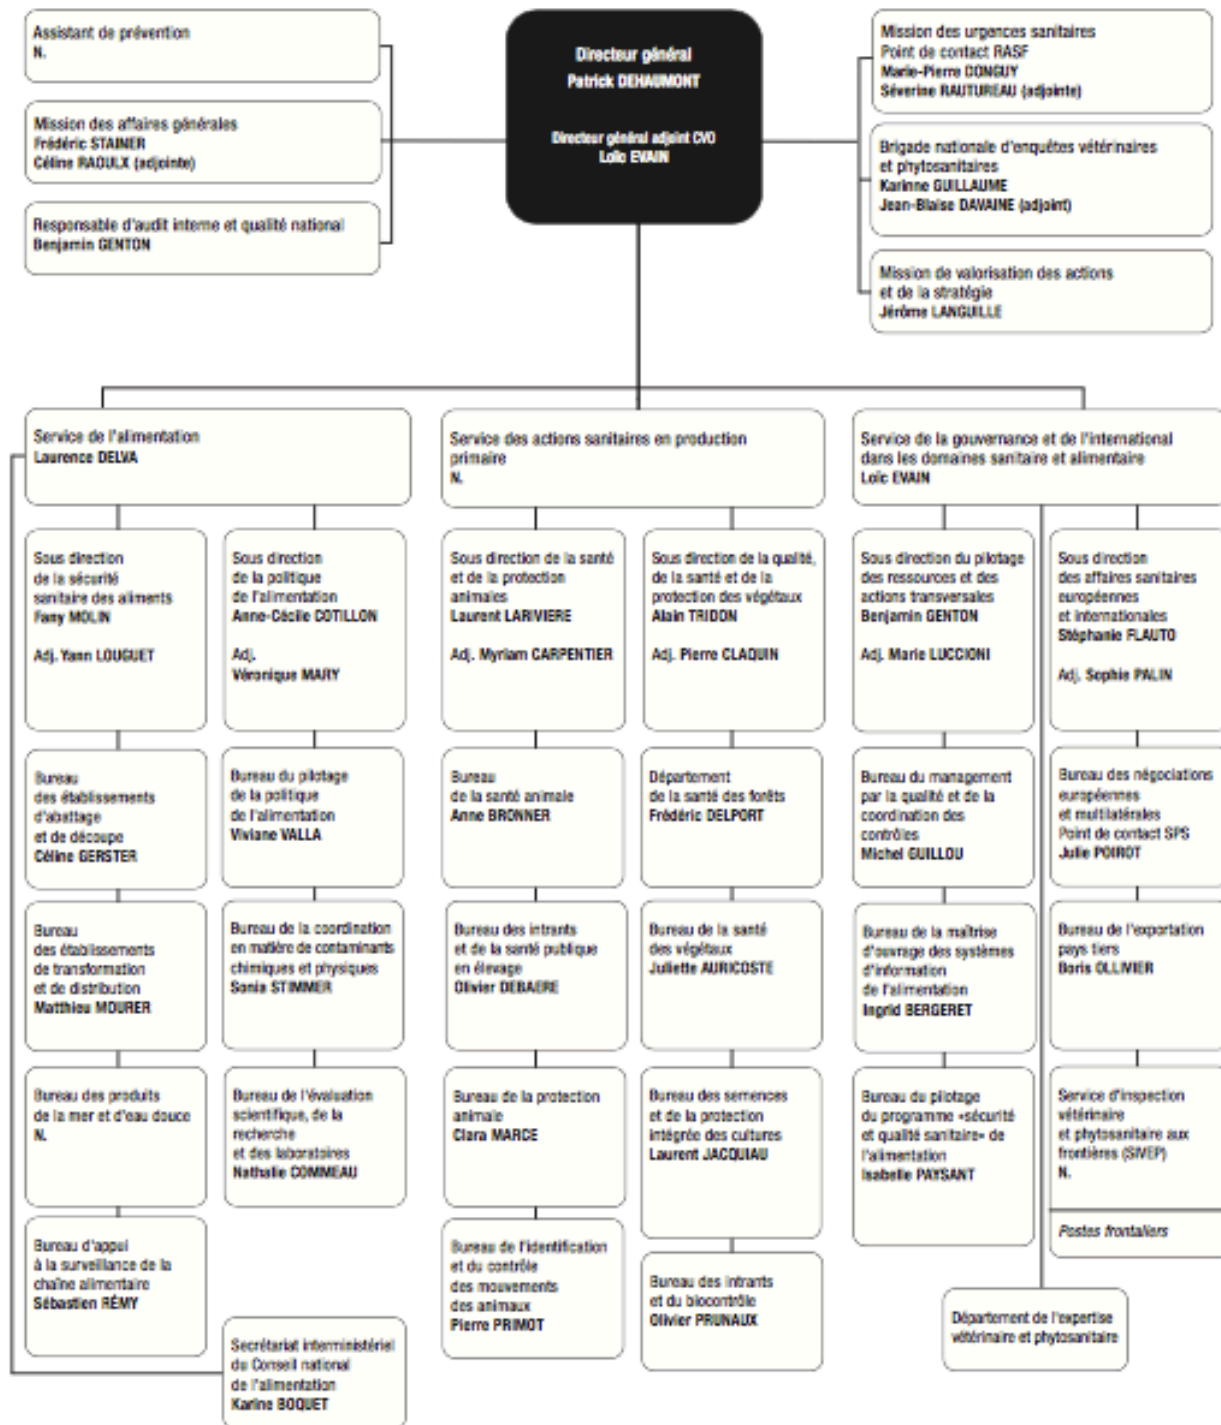 Assistant de prévention
N.
Mission des affaires générales
Frédéric STAINER
Céline RAOULX (adjointe)
Responsable d'audit interne et qualité national
Benjamin GENTON
Directeur général
Patrick DEHAUMONT
Directeur général adjoint CVO
Loïc EVAIN
Mission des urgences sanitaires
Point de contact RASF
Marie-Pierre DONGUY
Séverine RAUTUREAU (adjointe)
Brigade nationale d'enquêtes vétérinaires
et phytosanitaires
Karinne GUILLAUME
Jean-Blaise DAVAINE (adjoint)
Mission de valorisation des actions
et de la stratégie
Jérôme LANGUILLE
Service de l'alimentation
Laurence DELVA
Sous direction
de la sécurité
sanitaire des aliments
Fany MOLIN
Adj. Yann LOUGUET
Bureau
des établissements
d'abattage
et de découpe
Céline GERSTER
Bureau
des établissements
de transformation
et de distribution
Matthieu MOURER
Bureau des produits
de la mer et d'eau douce
N.
Bureau d'appui
à la surveillance de la
chaîne alimentaire
Sébastien RÉMY
Sous direction
de la politique
de l'alimentation
Anne-Cécile COTILLON
Adj.
Véronique MARY
Bureau du pilotage
de la politique
de l'alimentation
Viviane VALLA
Bureau de la coordination
en matière de contaminants
chimiques et physiques
Sonia STIMMER
Bureau de l'évaluation
scientifique, de la
recherche
et des laboratoires
Nathalie COMMEAU
Secrétariat interministériel
du Conseil national
de l'alimentation
Karine BOQUET
Service des actions sanitaires en production
primaire
N.
Sous direction de la santé
et de la protection
animales
Laurent LARIVIERE
Adj. Myriam CARPENTIER
Bureau
de la santé animale
Anne BRONNER
Bureau des intrants
et de la santé publique
en élevage
Olivier DEBAERE
Bureau de la protection
animale
Clara MARCE
Bureau de l'identification
et du contrôle
des mouvements
des animaux
Pierre PRIMOT
Sous direction de la qualité,
de la santé et de la
protection des végétaux
Alain TRIDON
Adj. Pierre CLAQUIN
Département
de la santé des forêts
Frédéric DELPORT
Bureau de la santé
des végétaux
Juliette AURICOSTE
Bureau des semences
et de la protection
intégrée des cultures
Laurent JACQUIAU
Bureau des intrants
et du biocontrôle
Olivier PRUNAUX
Service de la gouvernance et de l'international
dans les domaines sanitaire et alimentaire
Loïc EVAIN
Sous direction du pilotage
des ressources et des
actions transversales
Benjamin GENTON
Adj. Marie LUCCIONI
Bureau du management
par la qualité et de la
coordination des
contrôles
Michel GUILLOU
Bureau de la maîtrise
d'ouvrage des systèmes
d'information
de l'alimentation
Ingrid BERGERET
Bureau du pilotage
du programme «sécurité
et qualité sanitaire» de
l'alimentation
Isabelle PAYSANT
Sous direction
des affaires sanitaires
européennes
et internationales
Stéphanie FLAUTO
Adj. Sophie PALIN
Bureau des négociations
européennes
et multilatérales
Point de contact SPS
Julie POIROT
Bureau de l'exportation
pays tiers
Boris OLLIVIER
Service d'inspection
vétérinaire
et phytosanitaire aux
frontières (SIVEP)
N.
Postes frontaliers
Département de l'expertise
vétérinaire et phytosanitaire